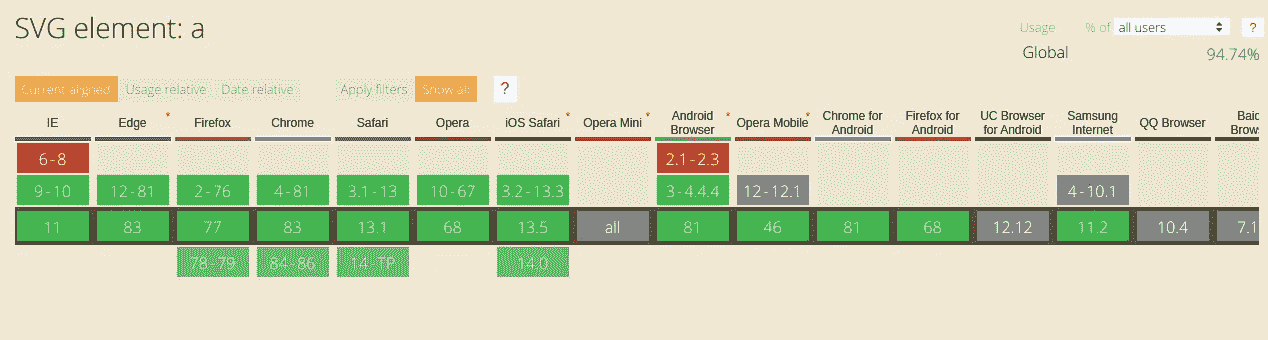 SVG element: a
Usage % of all users ?
Global 94.74%
Current aligned Usage relative Date relative Apply filters Show all ?
IE Edge * Firefox Chrome Safari Opera iOS Safari * Opera Mini * Android Browser * Opera Mobile * Chrome for Android Firefox for Android UC Browser for Android Samsung Internet QQ Browser
6-8 2.1-2.3
9-10 12-81 2-76 4-81 3.1-13 10-67 3.2-13.3 3-4.4.4 12-12.1 4-10.1
11 83 77 83 13.1 68 13.5 all 81 46 81 68 12.12 11.2 10.4 7.1
78-79 84-86 14-TP 14.0